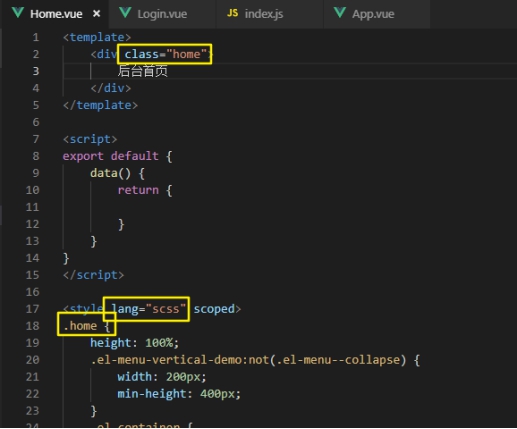 Home.vue × Login.vue index.js App.vue
1 <template>
2 <div class="home">
3 后台首页
4 </div>
5 </template>
6
7 <script>
8 export default {
9 data() {
10 return {
11
12 }
13 }
14 }
15 </script>
16
17 <style lang="scss" scoped>
18 .home {
19 height: 100%;
20 .el-menu-vertical-demo:not(.el-menu--collapse) {
21 width: 200px;
22 min-height: 400px;
23 }
24 .el-container {